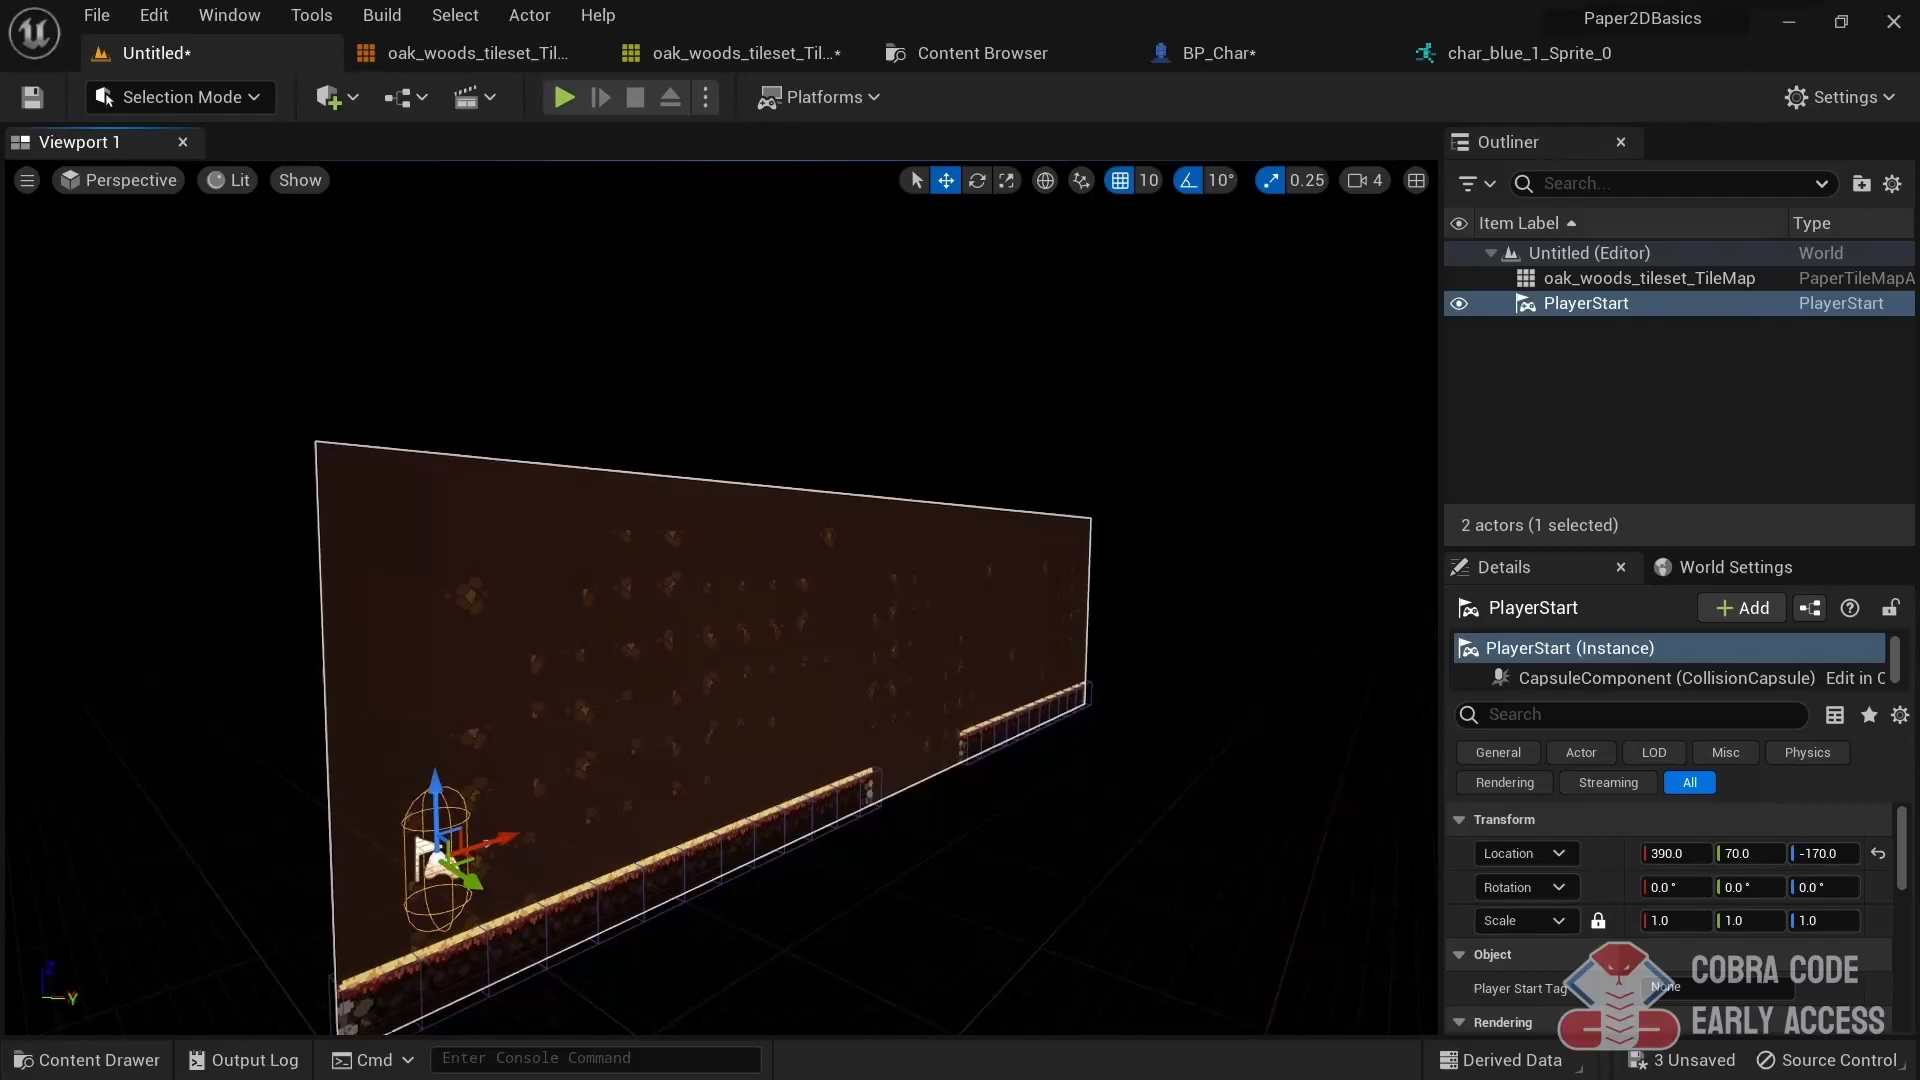 File Edit Window Tools Build Select Actor Help
Paper2DBasics
Untitled*
oak_woods_tileset_Til...
oak_woods_tileset_Til...*
Content Browser
BP_Char*
char_blue_1_Sprite_0
Selection Mode
Platforms
Settings
Viewport 1
Perspective
Lit
Show
10
10°
0.25
4
Outliner
Search...
Item Label
Type
Untitled (Editor)
World
oak_woods_tileset_TileMap
PaperTileMapA
PlayerStart
PlayerStart
2 actors (1 selected)
Details
World Settings
PlayerStart
Add
PlayerStart (Instance)
CapsuleComponent (CollisionCapsule)
Edit in C
Search
General
Actor
LOD
Misc
Physics
Rendering
Streaming
All
Transform
Location
390.0
70.0
-170.0
Rotation
0.0 °
0.0 °
0.0 °
Scale
1.0
1.0
1.0
Object
Player Start Tag
None
Rendering
COBRA CODE
EARLY ACCESS
Z
Y
Content Drawer
Output Log
Cmd
Enter Console Command
Derived Data
3 Unsaved
Source Control